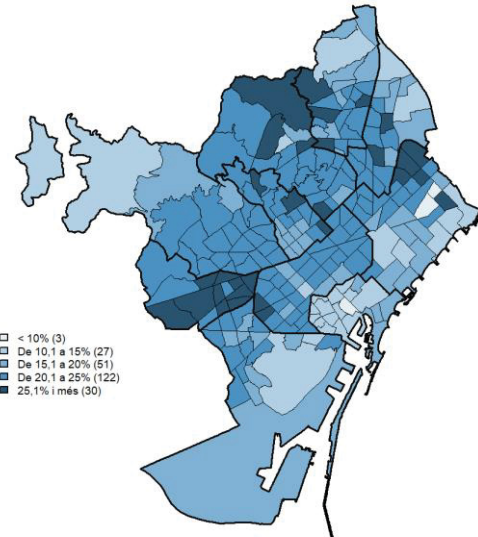 < 10% (3)
De 10,1 a 15% (27)
De 15,1 a 20% (51)
De 20,1 a 25% (122)
25,1% i més (30)